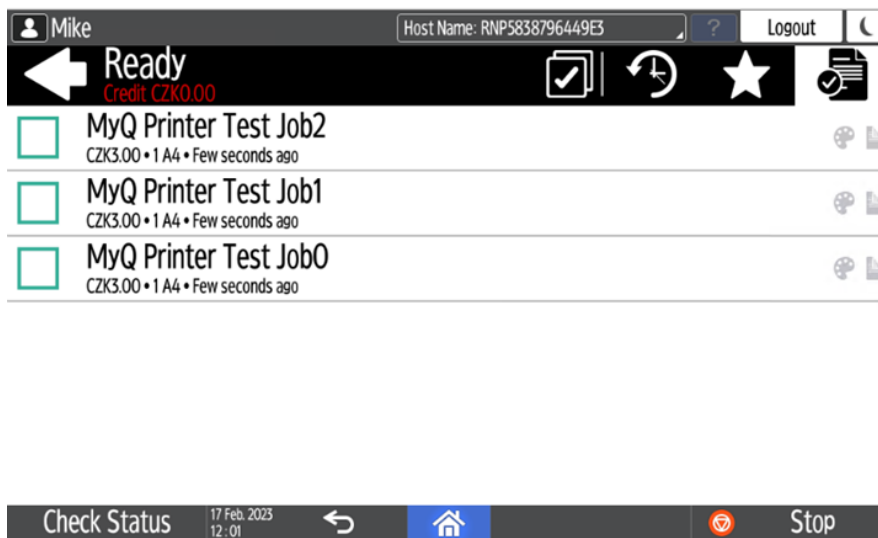 Mike
Host Name: RNP5838796449E3
?
Logout
Ready
Credit CZK0.00
MyQ Printer Test Job2
CZK3.00 • 1 A4 • Few seconds ago
MyQ Printer Test Job1
CZK3.00 • 1 A4 • Few seconds ago
MyQ Printer Test Job0
CZK3.00 • 1 A4 • Few seconds ago
Check Status
17 Feb. 2023
12 : 01
Stop